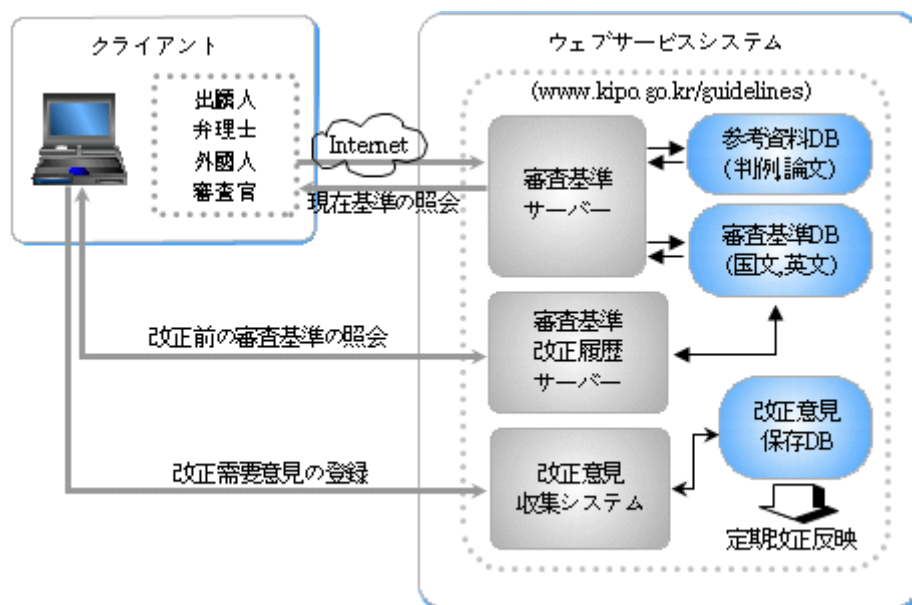 クライアント
出願人
弁理士
外國人
審査官
Internet
現在基準の照会
改正前の審査基準の照会
改正需要意見の登録
ウェブサービスシステム
(www.kipo.go.kr/guidelines)
審査基準
サーバー
参考資料DB
(判例,論文)
審査基準DB
(国文,英文)
審査基準
改正履歴
サーバー
改正意見
収集システム
改正意見
保存DB
定期改正反映